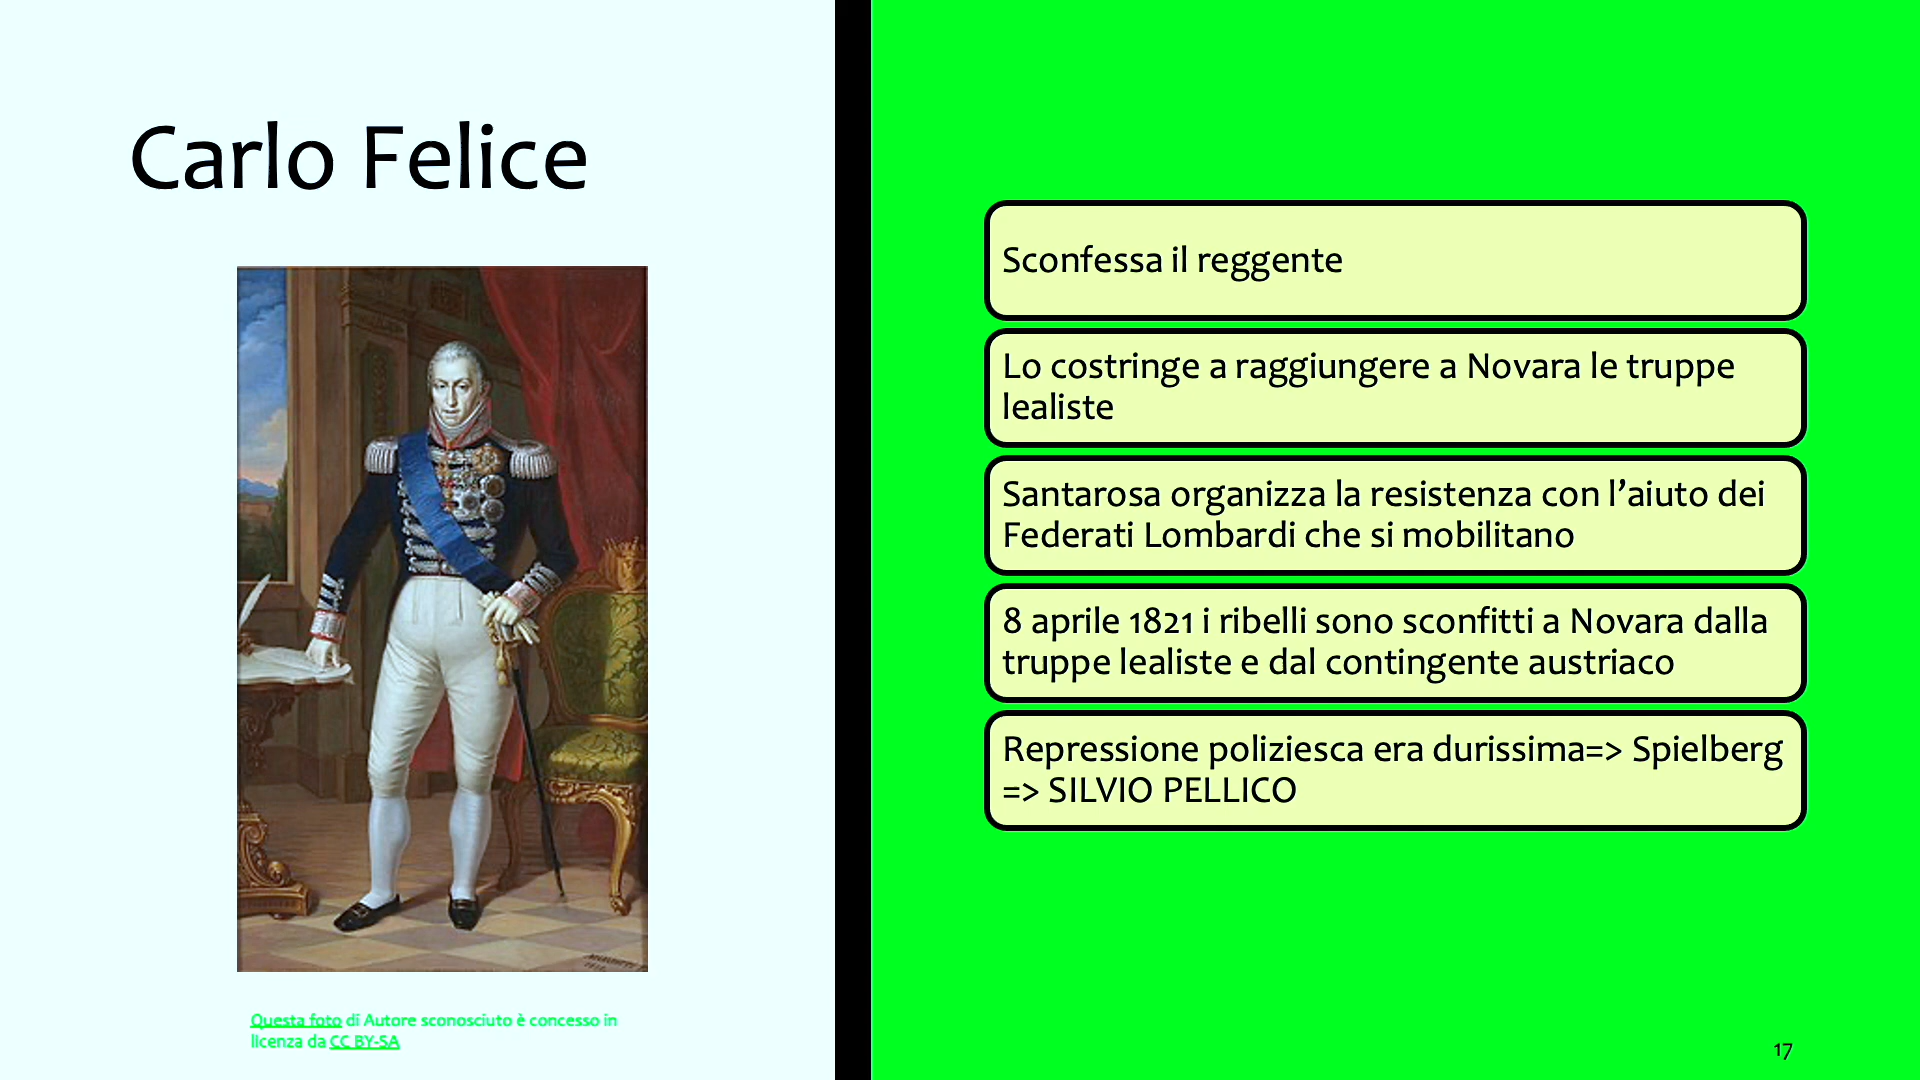 Carlo Felice
Sconfessa il reggente
Lo costringe a raggiungere a Novara le truppe
lealiste
Santarosa organizza la resistenza con l’aiuto dei
Federati Lombardi che si mobilitano
8 aprile 1821 i ribelli sono sconfitti a Novara dalla
truppe lealiste e dal contingente austriaco
Repressione poliziesca era durissima=> Spielberg
=> SILVIO PELLICO
Questa foto di Autore sconosciuto è concesso in
licenza da CC BY-SA
17